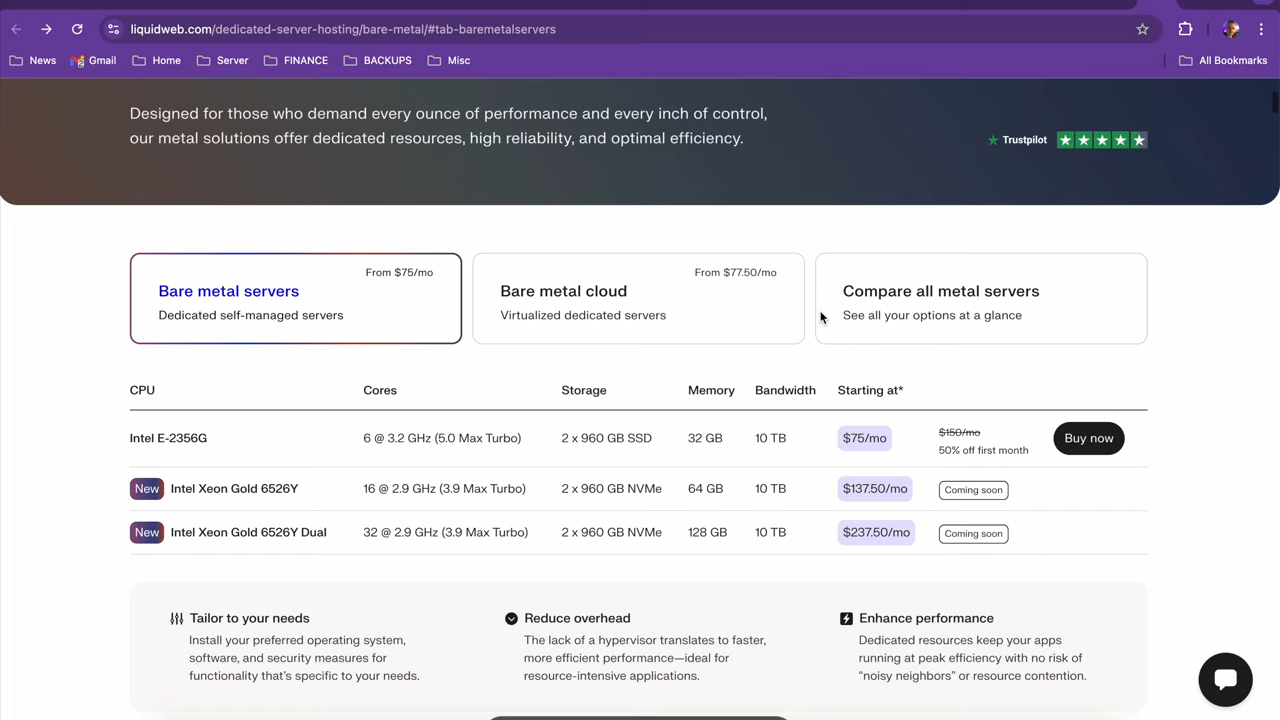 liquidweb.com/dedicated-server-hosting/bare-metal/#tab-baremetalservers
News Gmail Home Server FINANCE BACKUPS Misc All Bookmarks
Designed for those who demand every ounce of performance and every inch of control,
our metal solutions offer dedicated resources, high reliability, and optimal efficiency.
Trustpilot
From $75/mo
Bare metal servers
Dedicated self-managed servers
From $77.50/mo
Bare metal cloud
Virtualized dedicated servers
Compare all metal servers
See all your options at a glance
CPU Cores Storage Memory Bandwidth Starting at*
Intel E-2356G 6 @ 3.2 GHz (5.0 Max Turbo) 2 x 960 GB SSD 32 GB 10 TB $75/mo $150/mo 50% off first month Buy now
New Intel Xeon Gold 6526Y 16 @ 2.9 GHz (3.9 Max Turbo) 2 x 960 GB NVMe 64 GB 10 TB $137.50/mo Coming soon
New Intel Xeon Gold 6526Y Dual 32 @ 2.9 GHz (3.9 Max Turbo) 2 x 960 GB NVMe 128 GB 10 TB $237.50/mo Coming soon
Tailor to your needs
Install your preferred operating system,
software, and security measures for
functionality that's specific to your needs.
Reduce overhead
The lack of a hypervisor translates to faster,
more efficient performance—ideal for
resource-intensive applications.
Enhance performance
Dedicated resources keep your apps
running at peak efficiency with no risk of
“noisy neighbors” or resource contention.